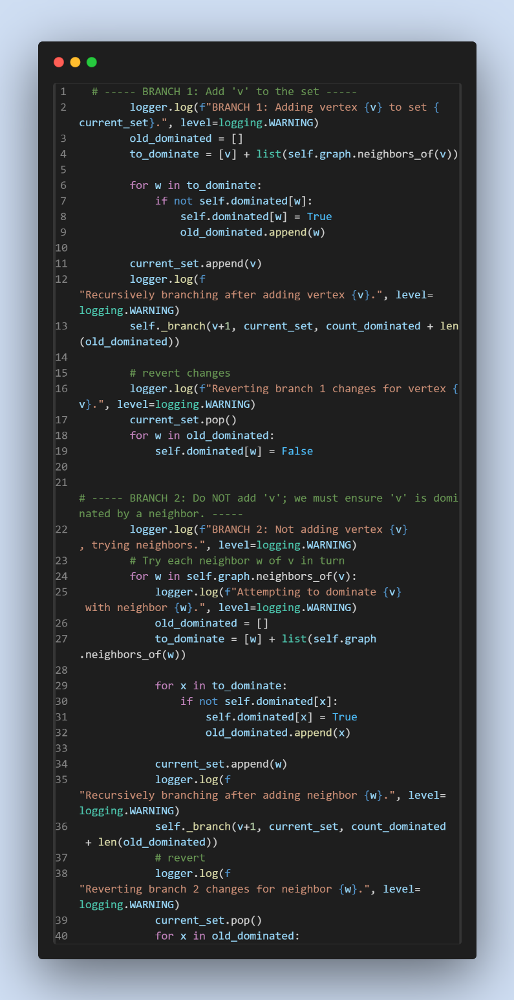 1 # ----- BRANCH 1: Add 'v' to the set -----
2 logger.log(f"BRANCH 1: Adding vertex {v} to set {
current_set}.", level=logging.WARNING)
3 old_dominated = []
4 to_dominate = [v] + list(self.graph.neighbors_of(v))
5
6 for w in to_dominate:
7 if not self.dominated[w]:
8 self.dominated[w] = True
9 old_dominated.append(w)
10
11 current_set.append(v)
12 logger.log(f
"Recursively branching after adding vertex {v}.", level=
logging.WARNING)
13 self._branch(v+1, current_set, count_dominated + len
(old_dominated))
14
15 # revert changes
16 logger.log(f"Reverting branch 1 changes for vertex {
v}.", level=logging.WARNING)
17 current_set.pop()
18 for w in old_dominated:
19 self.dominated[w] = False
20
21
# ----- BRANCH 2: Do NOT add 'v'; we must ensure 'v' is domi
nated by a neighbor. -----
22 logger.log(f"BRANCH 2: Not adding vertex {v}
, trying neighbors.", level=logging.WARNING)
23 # Try each neighbor w of v in turn
24 for w in self.graph.neighbors_of(v):
25 logger.log(f"Attempting to dominate {v}
with neighbor {w}.", level=logging.WARNING)
26 old_dominated = []
27 to_dominate = [w] + list(self.graph
.neighbors_of(w))
28
29 for x in to_dominate:
30 if not self.dominated[x]:
31 self.dominated[x] = True
32 old_dominated.append(x)
33
34 current_set.append(w)
35 logger.log(f
"Recursively branching after adding neighbor {w}.", level=
logging.WARNING)
36 self._branch(v+1, current_set, count_dominated
+ len(old_dominated))
37 # revert
38 logger.log(f
"Reverting branch 2 changes for neighbor {w}.", level=
logging.WARNING)
39 current_set.pop()
40 for x in old_dominated: